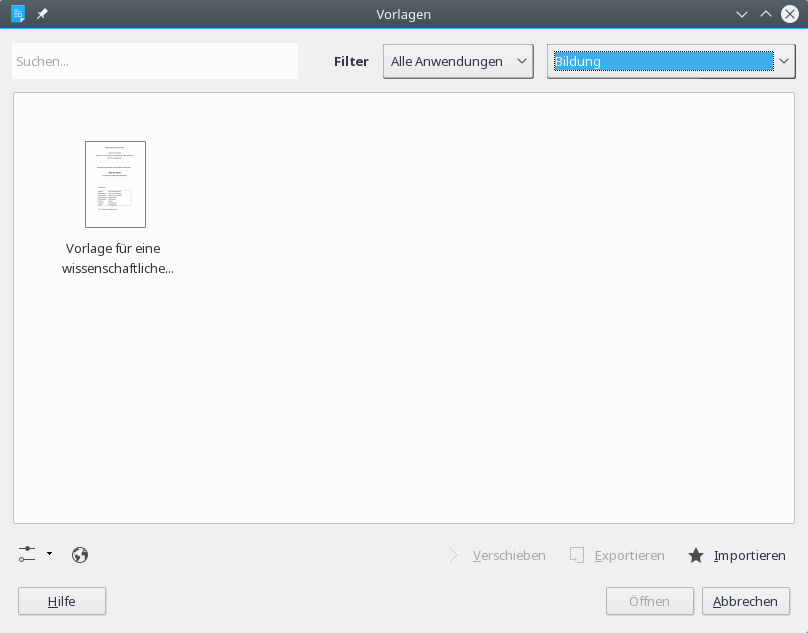 Vorlagen
Suchen...
Filter
Alle Anwendungen
Bildung
Vorlage für eine
wissenschaftliche...
Verschieben
Exportieren
Importieren
Hilfe
Öffnen
Abbrechen